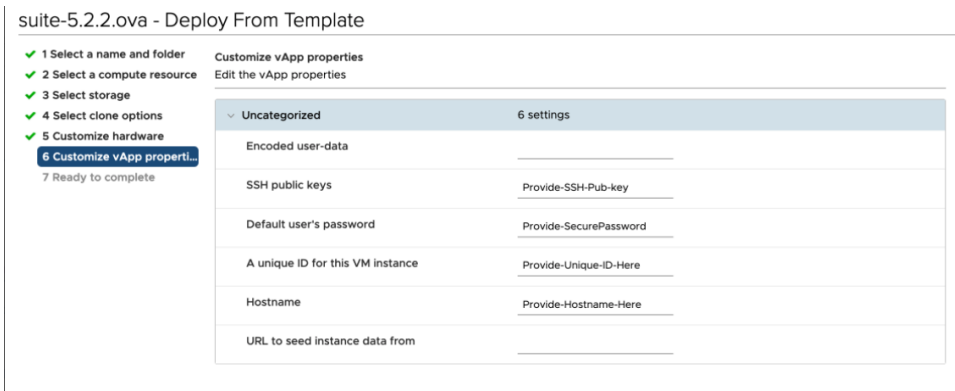 suite-5.2.2.ova - Deploy From Template
✔ 1 Select a name and folder
✔ 2 Select a compute resource
✔ 3 Select storage
✔ 4 Select clone options
✔ 5 Customize hardware
6 Customize vApp properti...
7 Ready to complete
Customize vApp properties
Edit the vApp properties
Uncategorized 6 settings
Encoded user-data
SSH public keys Provide-SSH-Pub-key
Default user's password Provide-SecurePassword
A unique ID for this VM instance Provide-Unique-ID-Here
Hostname Provide-Hostname-Here
URL to seed instance data from